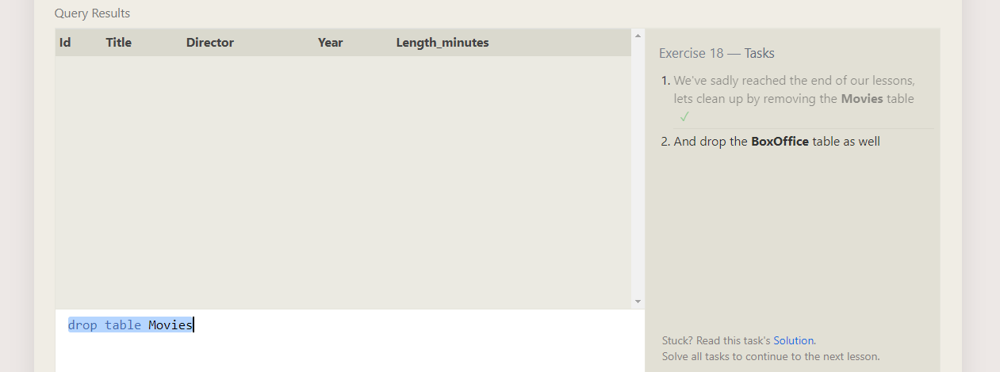 Query Results
Id Title Director Year Length_minutes
Exercise 18 — Tasks
1. We've sadly reached the end of our lessons,
lets clean up by removing the Movies table
✓
2. And drop the BoxOffice table as well
drop table Movies
Stuck? Read this task's Solution.
Solve all tasks to continue to the next lesson.